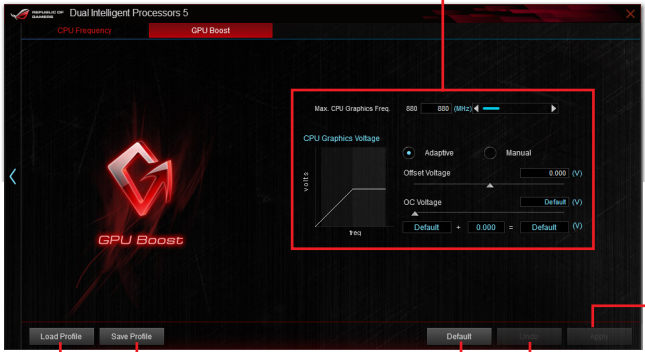 REPUBLIC OF GAMERS Dual Intelligent Processors 5
CPU Frequency GPU Boost
Max. CPU Graphics Freq. 880 880 (MHz)
CPU Graphics Voltage
Adaptive Manual
Offset Voltage 0.000 (V)
volts
OC Voltage Default (V)
Default + 0.000 = Default (V)
freq
GPU Boost
Load Profile Save Profile Default Undo Apply